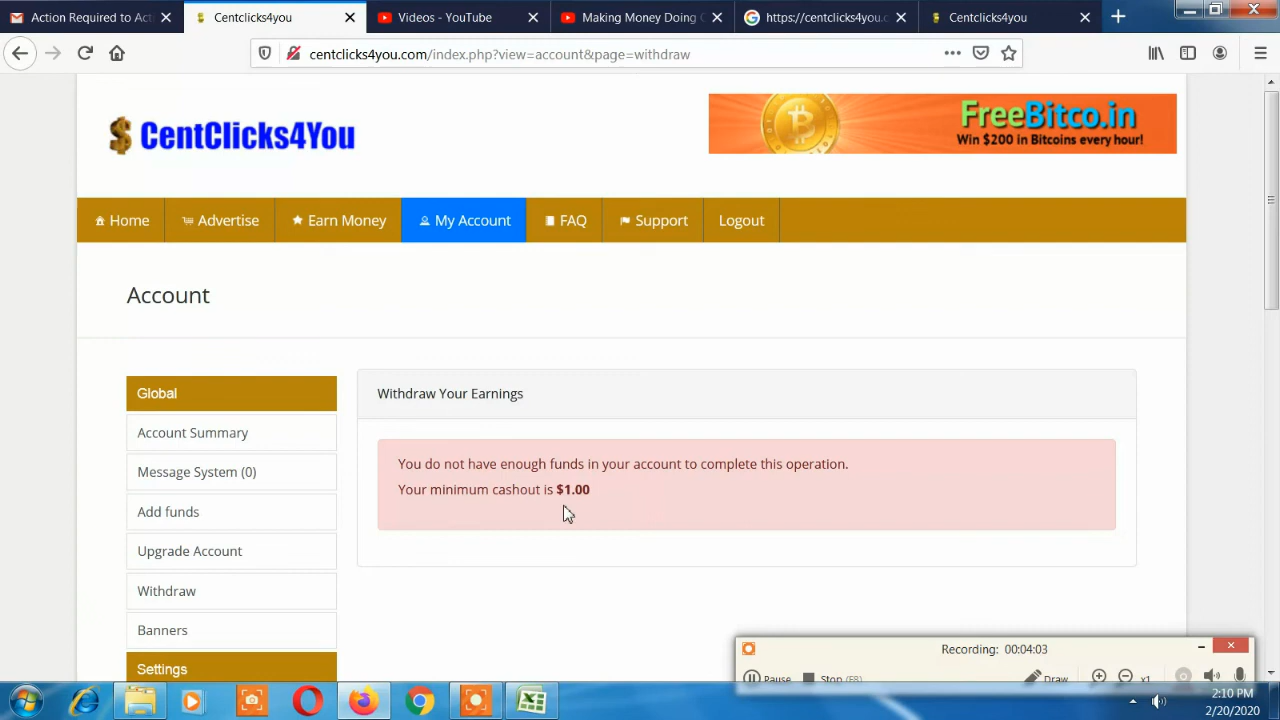 Action Required to Act
Centclicks4you
Videos - YouTube
Making Money Doing
https://centclicks4you.c
Centclicks4you
centclicks4you.com/index.php?view=account&page=withdraw
CentClicks4You
FreeBitco.in
Win $200 in Bitcoins every hour!
Home
Advertise
Earn Money
My Account
FAQ
Support
Logout
Account
Global
Account Summary
Message System (0)
Add funds
Upgrade Account
Withdraw
Banners
Settings
Withdraw Your Earnings
You do not have enough funds in your account to complete this operation.
Your minimum cashout is $1.00
Recording: 00:04:03
Pause
Stop (F8)
Draw
x1
2:10 PM
2/20/2020